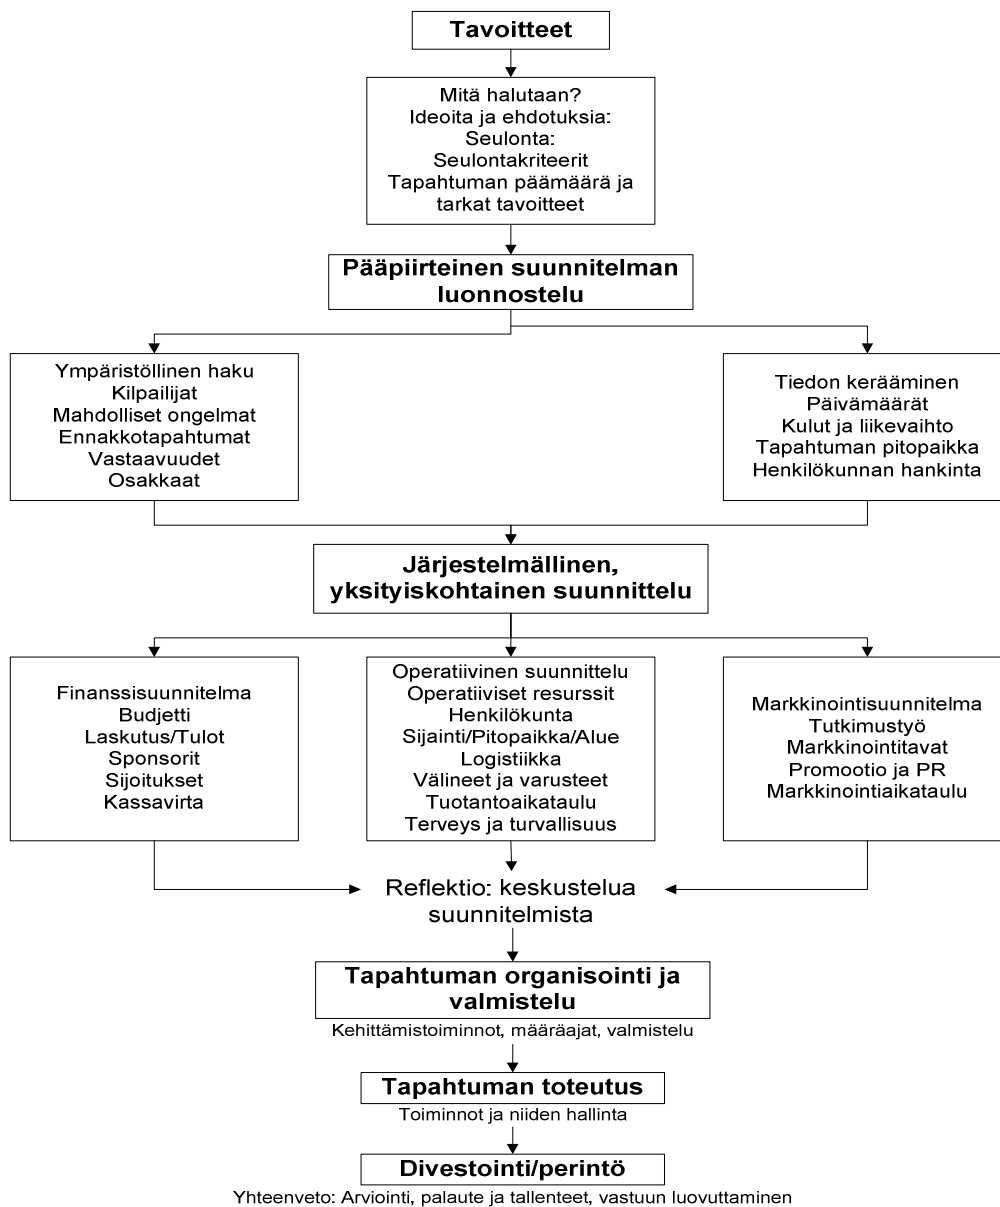 Tavoitteet
Mitä halutaan?
Ideoita ja ehdotuksia:
Seulonta:
Seulontakriteerit
Tapahtuman päämäärä ja
tarkat tavoitteet
Pääpiirteinen suunnitelman
luonnostelu
Ympäristöllinen haku
Kilpailijat
Mahdolliset ongelmat
Ennakkotapahtumat
Vastaavuudet
Osakkaat
Tiedon kerääminen
Päivämäärät
Kulut ja liikevaihto
Tapahtuman pitopaikka
Henkilökunnan hankinta
Järjestelmällinen,
yksityiskohtainen suunnittelu
Finanssisuunnitelma
Budjetti
Laskutus/Tulot
Sponsorit
Sijoitukset
Kassavirta
Operatiivinen suunnittelu
Operatiiviset resurssit
Henkilökunta
Sijainti/Pitopaikka/Alue
Logistiikka
Välineet ja varusteet
Tuotantoaikataulu
Terveys ja turvallisuus
Markkinointisuunnitelma
Tutkimustyö
Markkinointitavat
Promootio ja PR
Markkinointiaikataulu
Reflektio: keskustelua
suunnitelmista
Tapahtuman organisointi ja
valmistelu
Kehittämistoiminnot, määräajat, valmistelu
Tapahtuman toteutus
Toiminnot ja niiden hallinta
Divestointi/perintö
Yhteenveto: Arviointi, palaute ja tallenteet, vastuun luovuttaminen